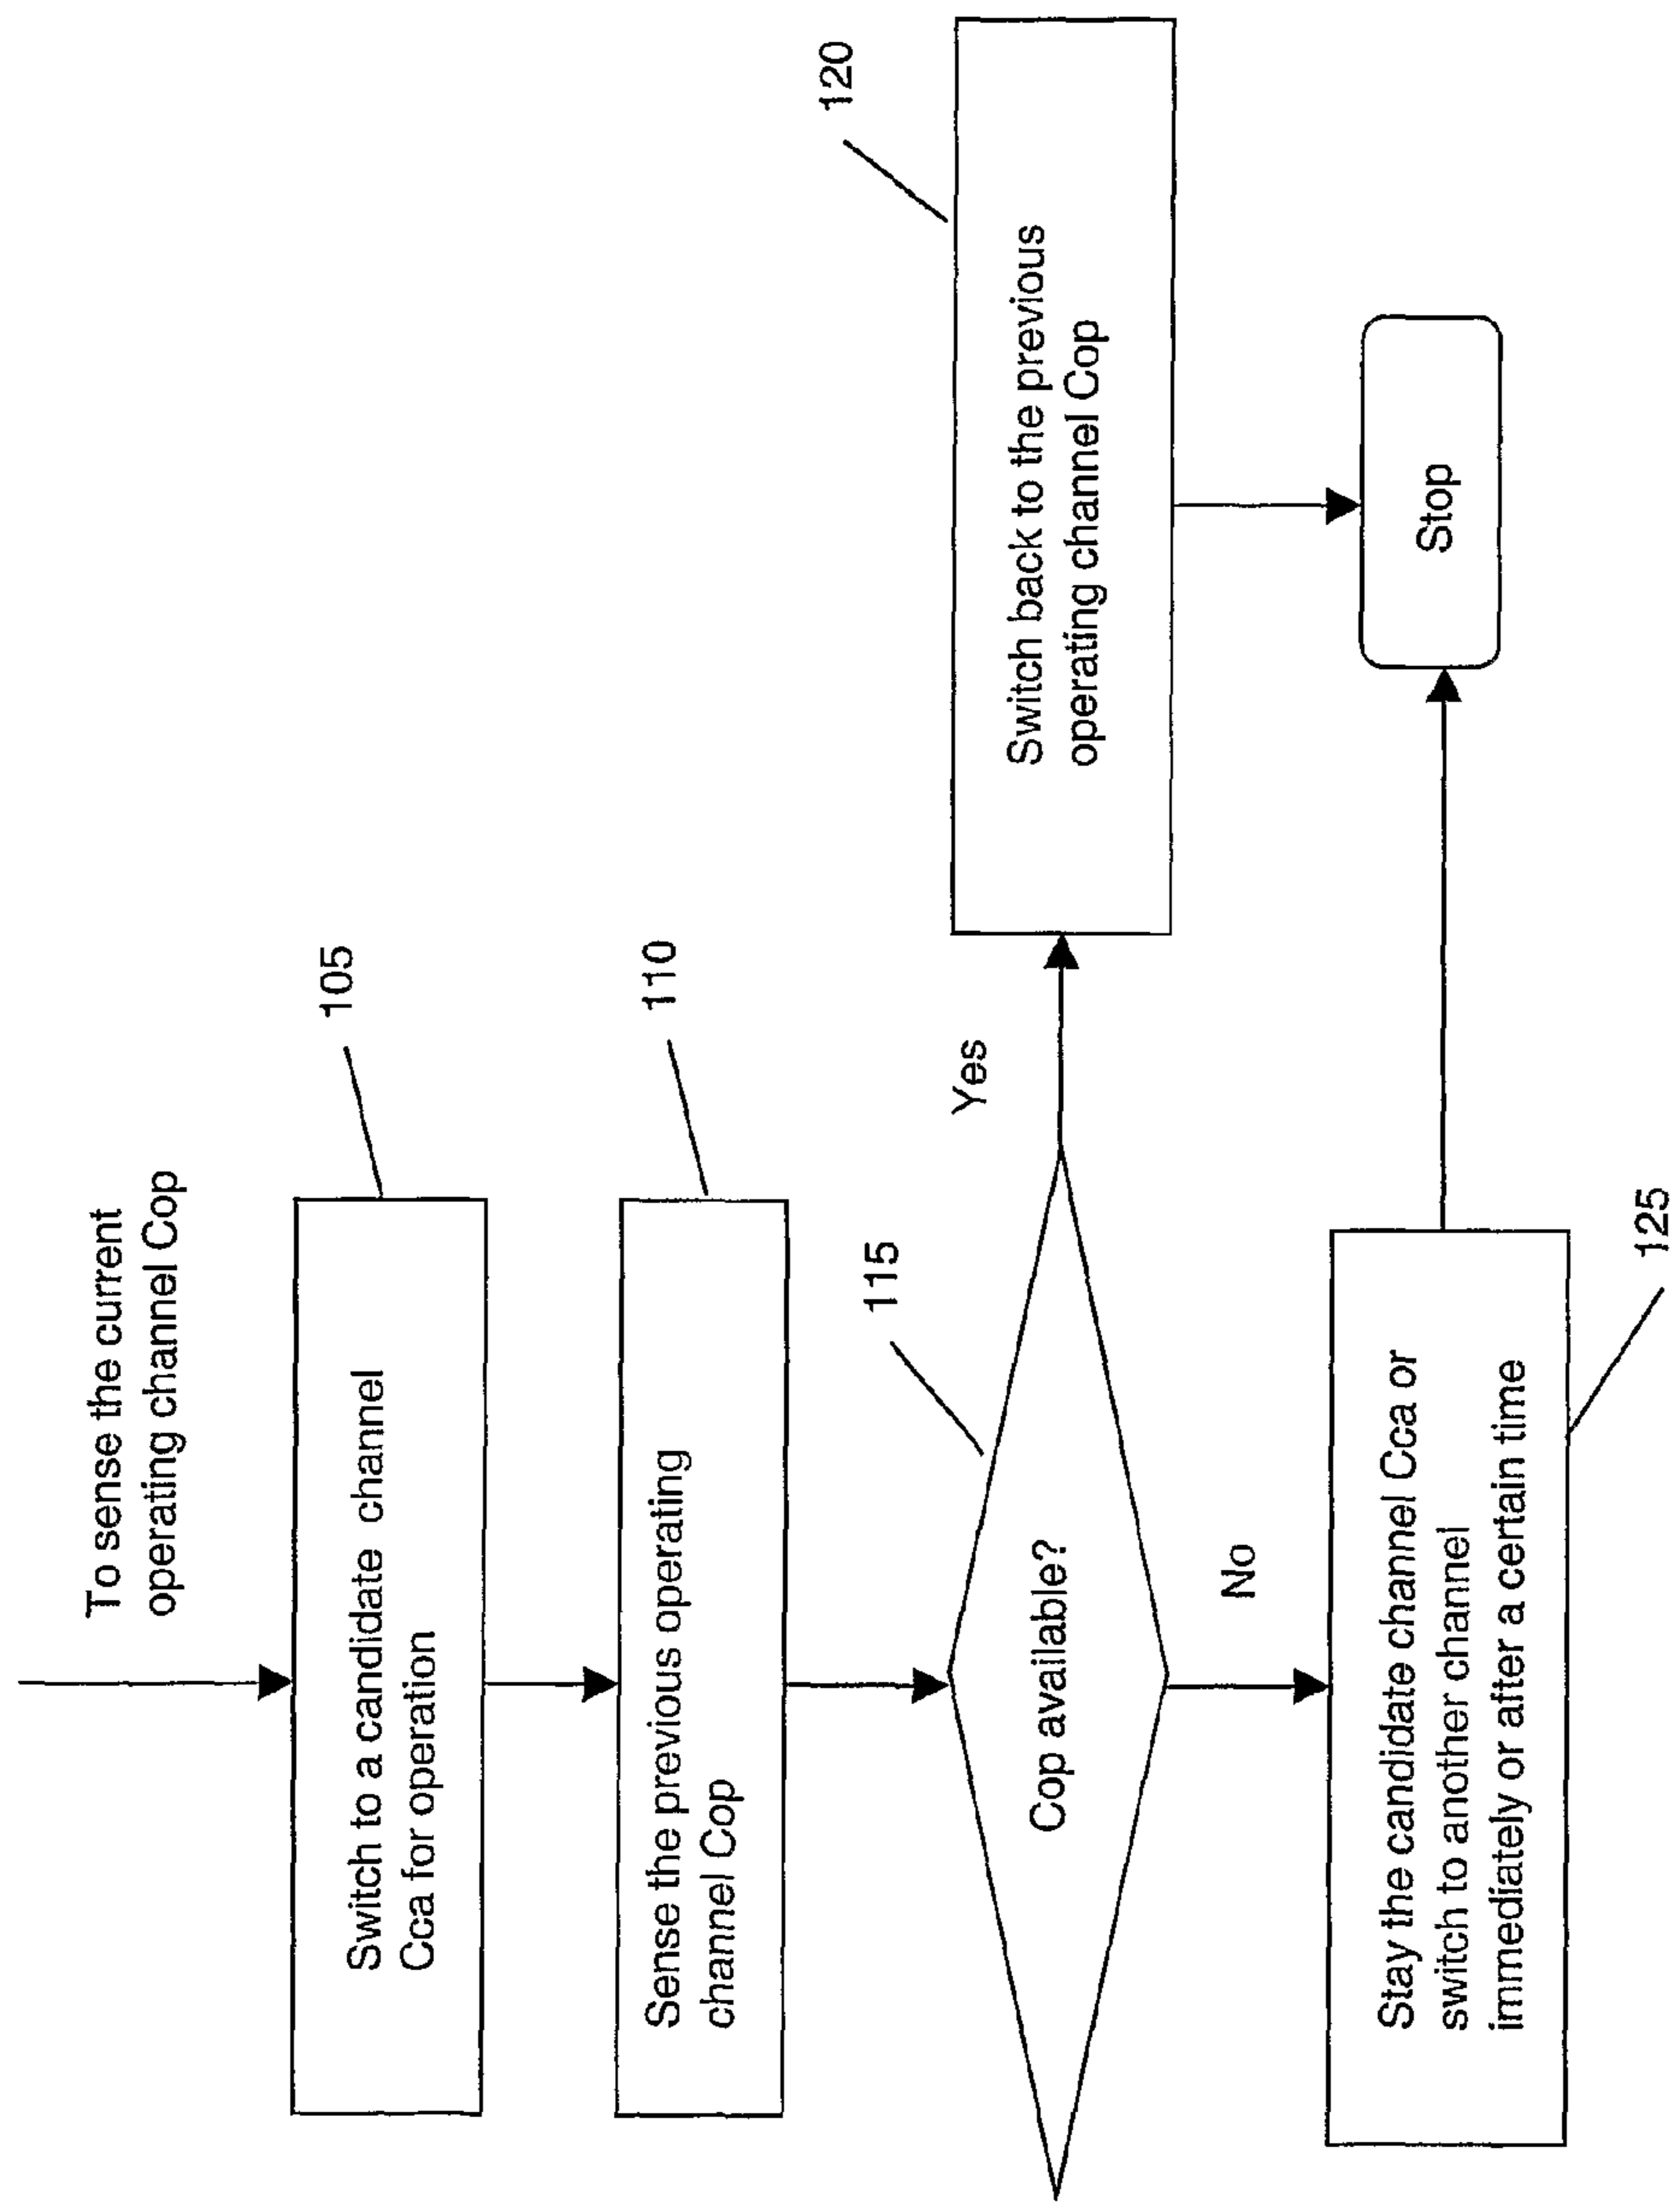 To sense the current
operating channel Cop
105
Switch to a candidate channel
Cca for operation
110
Sense the previous operating
channel Cop
115
Cop available?
Yes
120
Switch back to the previous
operating channel Cop
No
Stay the candidate channel Cca or
switch to another channel
immediately or after a certain time
125
Stop